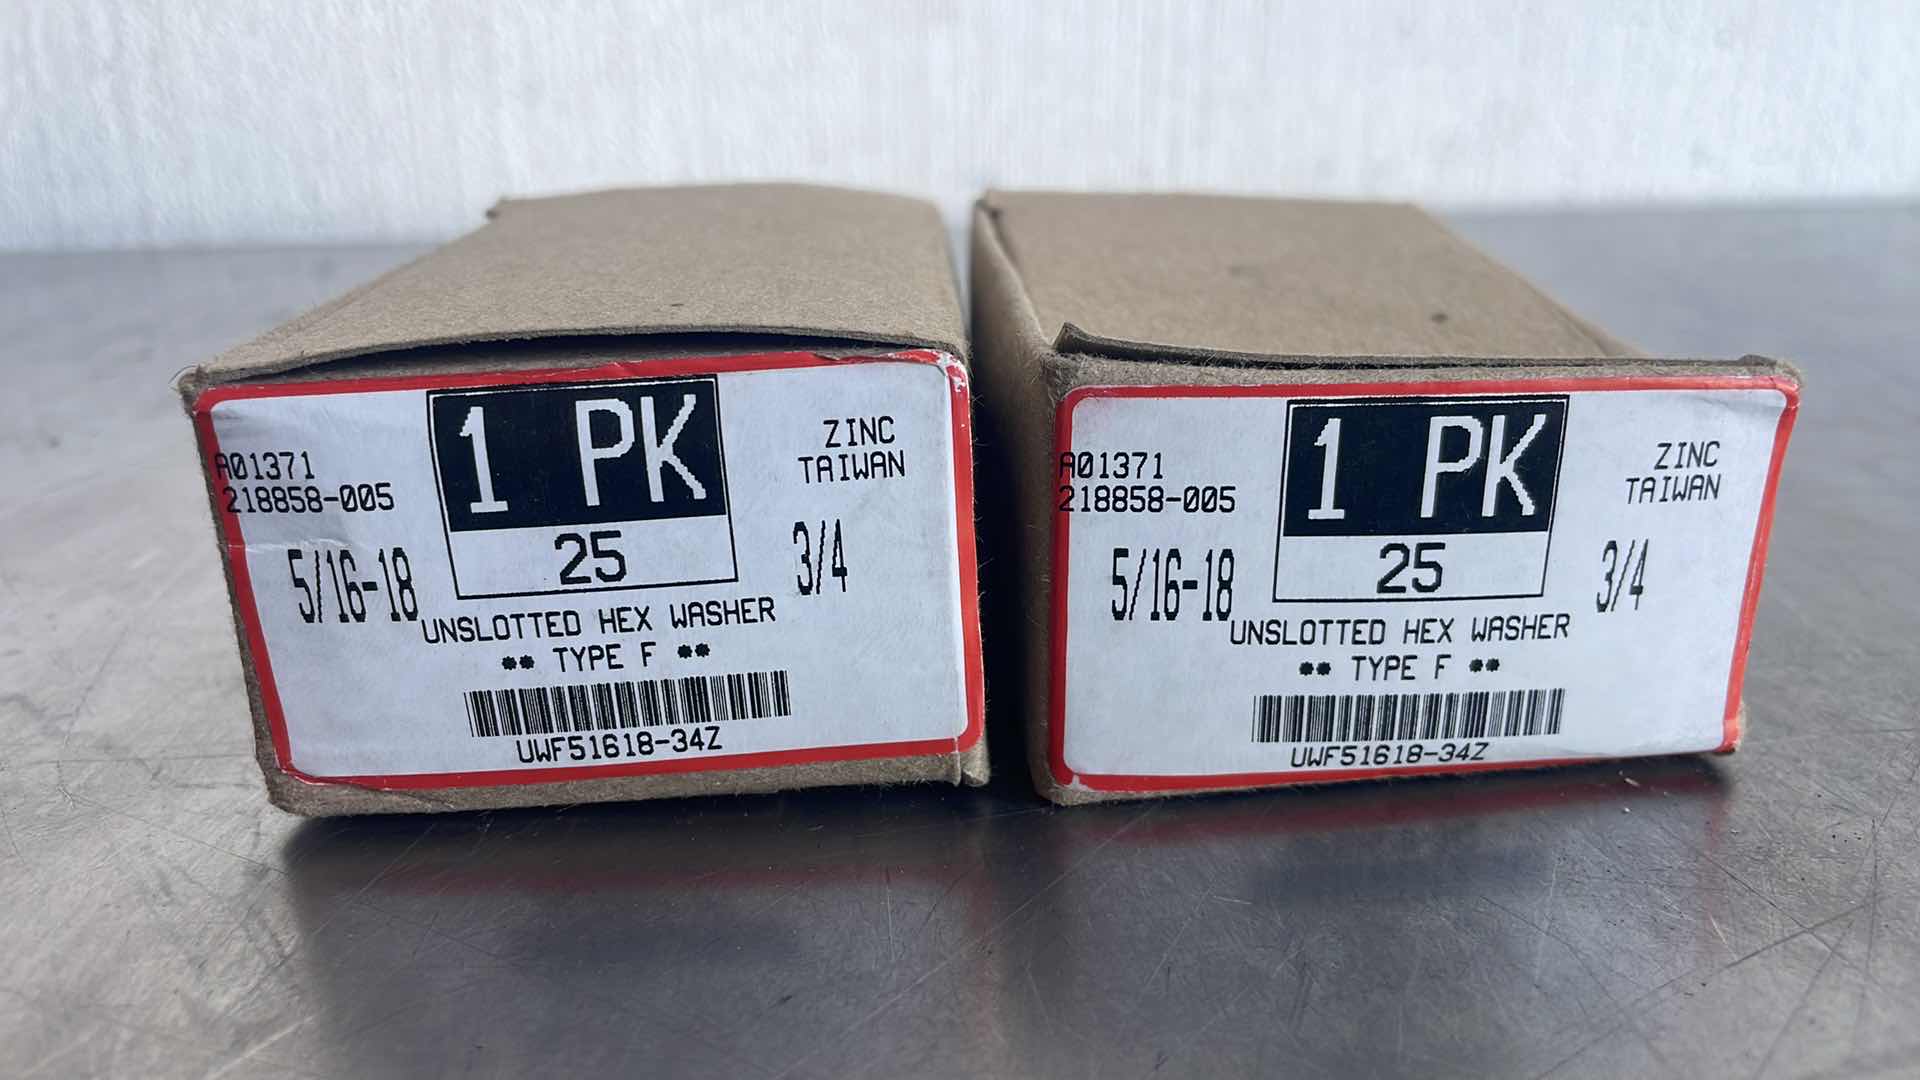 1 PK
25
A01371
218858-005
ZINC
TAIWAN
5/16-18
3/4
UNSLOTTED HEX WASHER
** TYPE F **
UWF51618-34Z
1 PK
25
A01371
218858-005
ZINC
TAIWAN
5/16-18
3/4
UNSLOTTED HEX WASHER
** TYPE F **
UWF51618-34Z